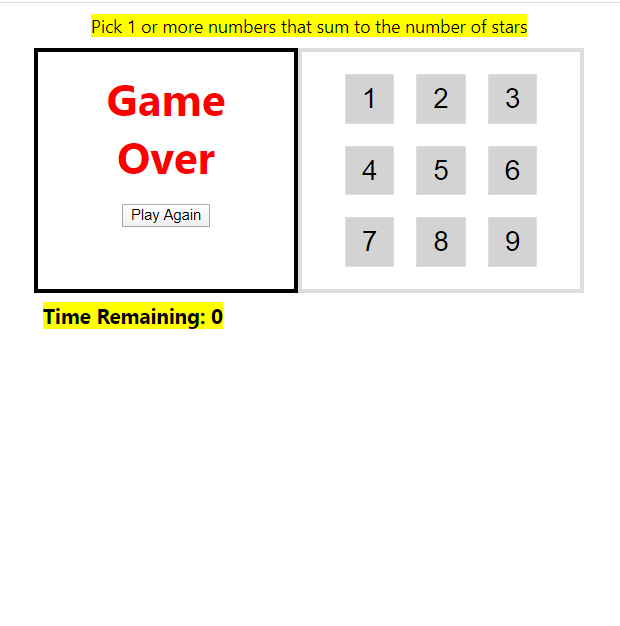 Pick 1 or more numbers that sum to the number of stars
Game
Over
Play Again
1 2 3
4 5 6
7 8 9
Time Remaining: 0